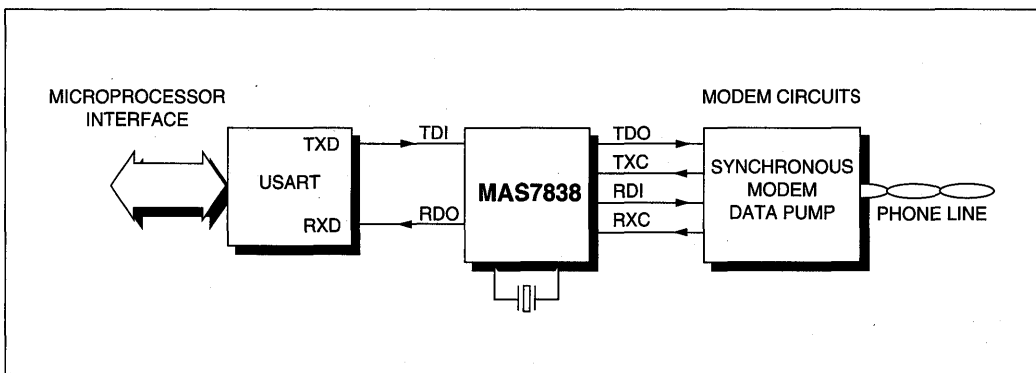 MICROPROCESSOR
INTERFACE
TXD
USART
RXD
TDI
RDO
MAS7838
TDO
TXC
RDI
RXC
MODEM CIRCUITS
SYNCHRONOUS
MODEM
DATA PUMP
PHONE LINE